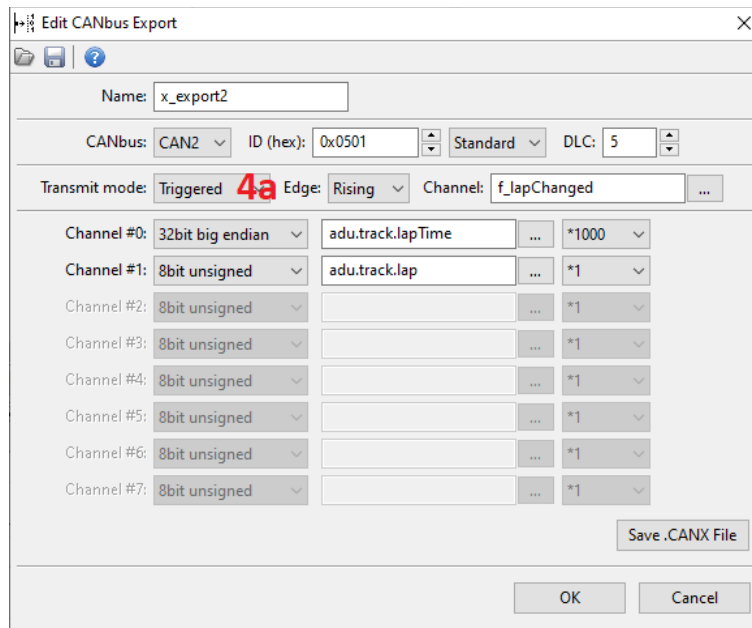 Edit CANbus Export
Name: x_export2
CANbus: CAN2 ID (hex): 0x0501 Standard DLC: 5
Transmit mode: Triggered 4a Edge: Rising Channel: f_lapChanged ...
Channel #0: 32bit big endian adu.track.lapTime ... *1000
Channel #1: 8bit unsigned adu.track.lap ... *1
Channel #2: 8bit unsigned ... *1
Channel #3: 8bit unsigned ... *1
Channel #4: 8bit unsigned ... *1
Channel #5: 8bit unsigned ... *1
Channel #6: 8bit unsigned ... *1
Channel #7: 8bit unsigned ... *1
Save .CANX File
OK Cancel